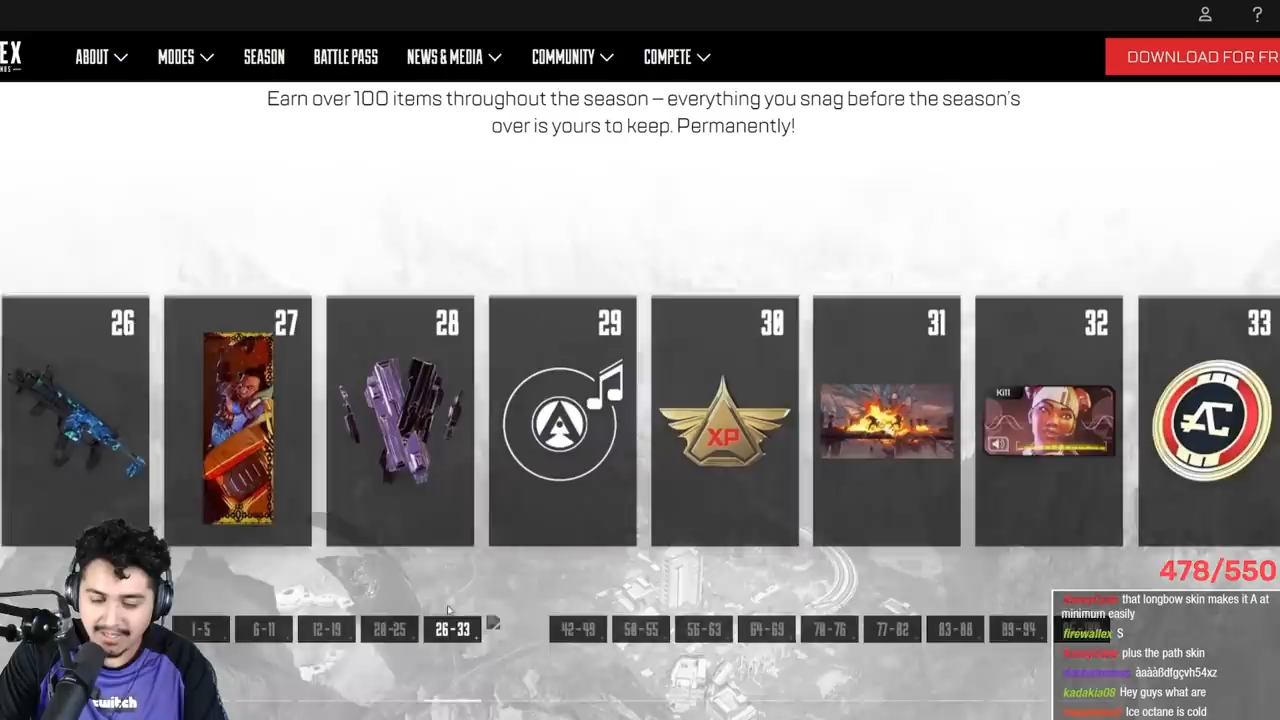 EX
ABOUT
MODES
SEASON
BATTLE PASS
NEWS & MEDIA
COMMUNITY
COMPETE
DOWNLOAD FOR FR
?
Earn over 100 items throughout the season – everything you snag before the season's
over is yours to keep. Permanently!
26
27
28
29
30
31
32
33
XP
Kill
AC
478/550
1-5
6-11
12-19
20-25
26-33
42-49
50-55
56-63
64-69
70-76
77-82
83-88
89-94
that longbow skin makes it A at
minimum easily
firewallex S
plus the path skin
àaààßdfgçvh54xz
kadakia08 Hey guys what are
Ice octane is cold
switch